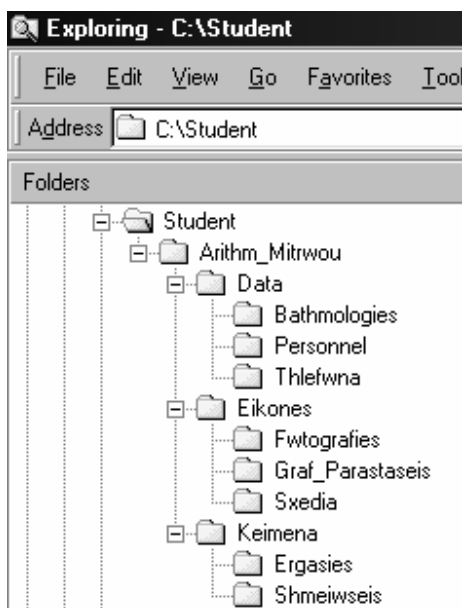 Exploring - C:\Student
File Edit View Go Favorites Tool
Address C:\Student
Folders
Student
Arithm_Mitrwou
Data
Bathmologies
Personnel
Thlefwna
Eikones
Fwtografies
Graf_Parastaseis
Sxedia
Keimena
Ergasies
Shmeiwseis